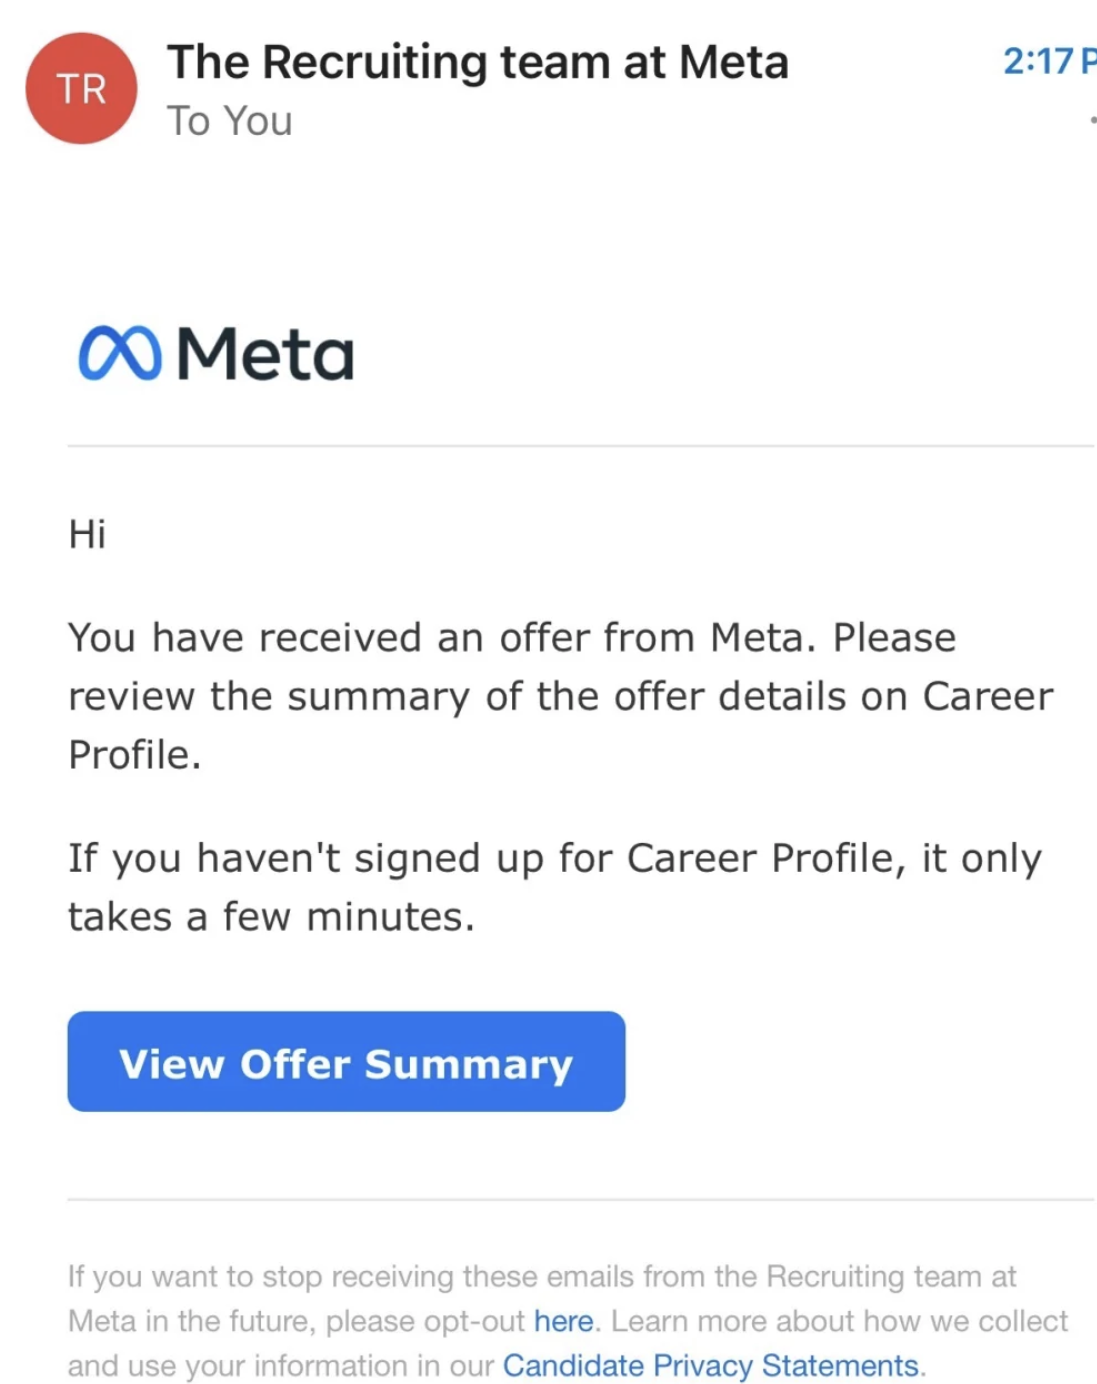 TR
The Recruiting team at Meta
2:17 P
To You
Meta
Hi
You have received an offer from Meta. Please
review the summary of the offer details on Career
Profile.
If you haven't signed up for Career Profile, it only
takes a few minutes.
View Offer Summary
If you want to stop receiving these emails from the Recruiting team at
Meta in the future, please opt-out here. Learn more about how we collect
and use your information in our Candidate Privacy Statements.